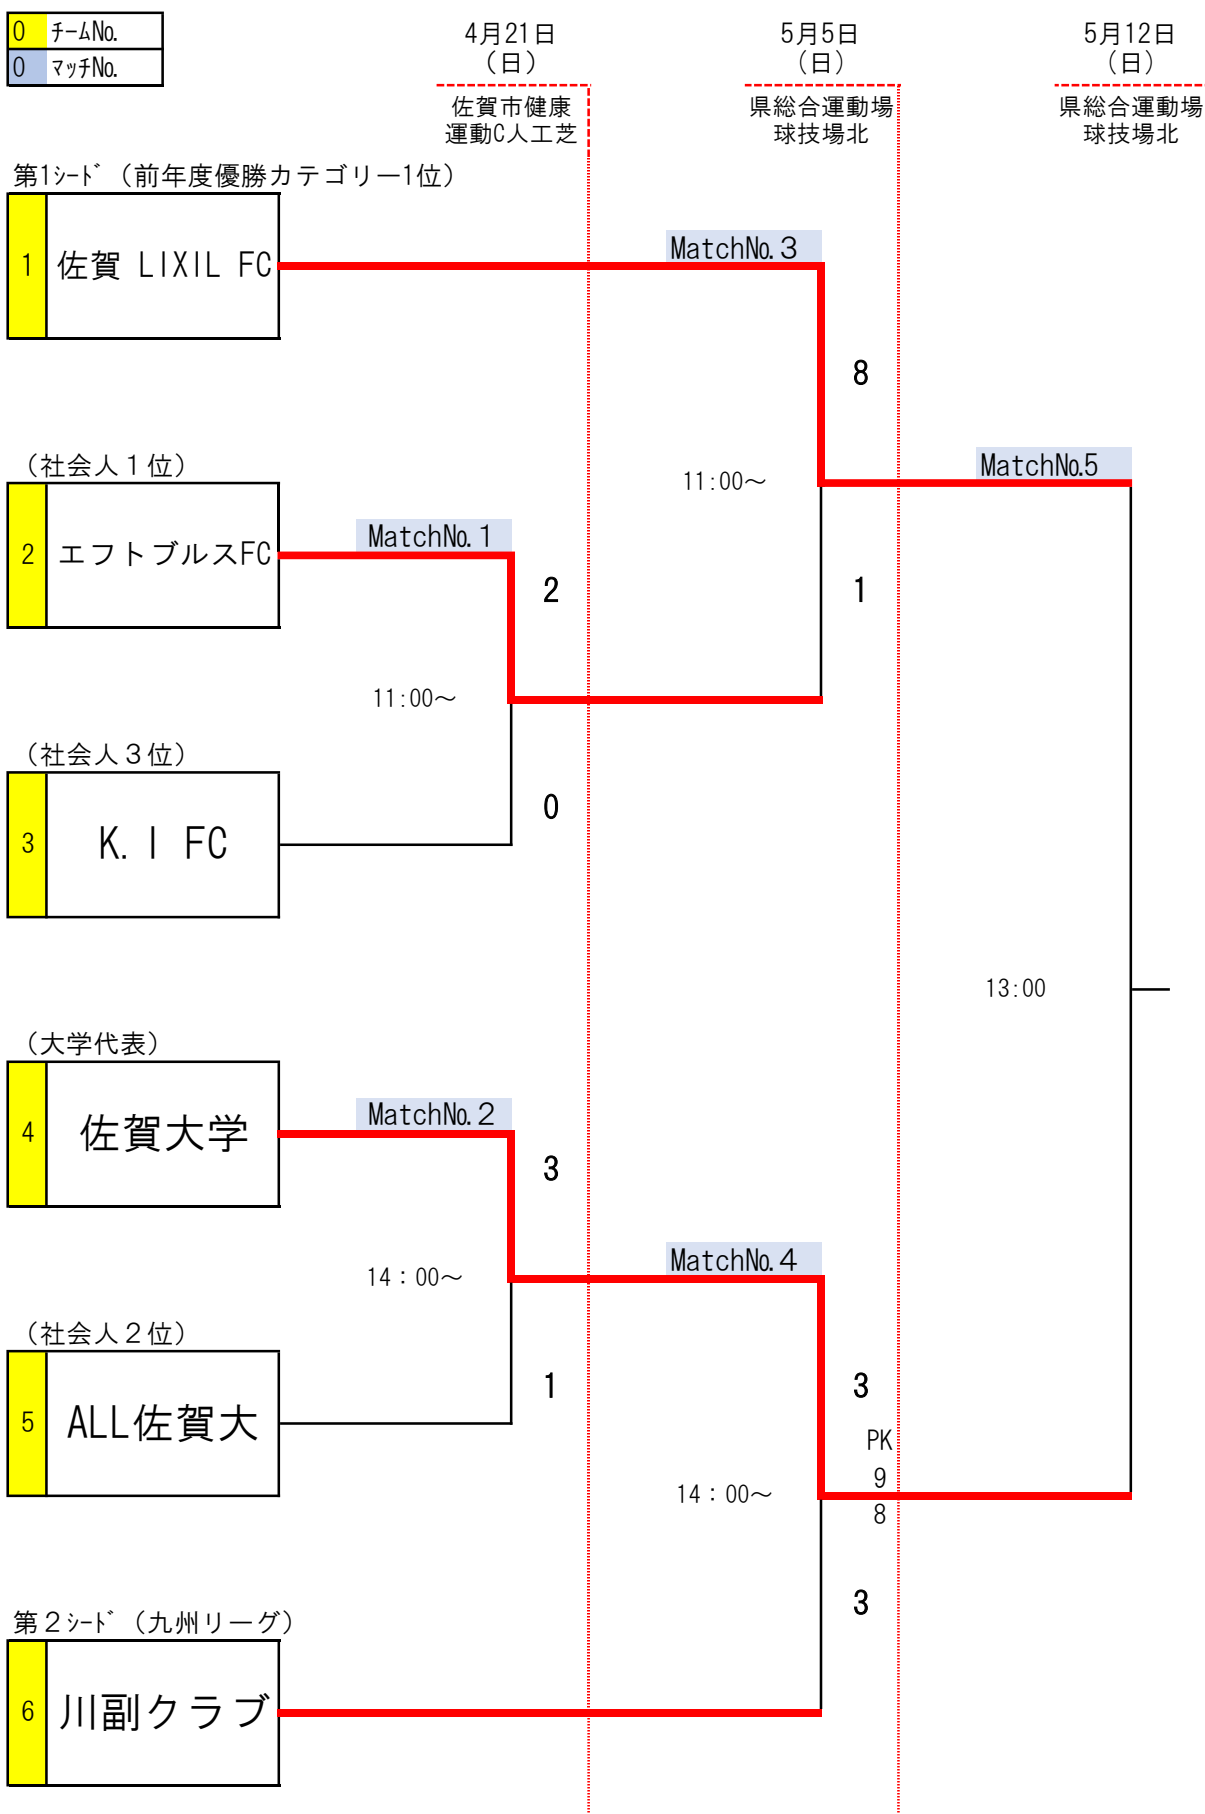 0 ﾁｰﾑNo.
0 ﾏｯﾁNo.
4月21日
（日）
5月5日
（日）
5月12日
（日）
佐賀市健康
運動C人工芝
県総合運動場
球技場北
県総合運動場
球技場北
第1ｼｰﾄﾞ（前年度優勝カテゴリー1位）
1 佐賀 LIXIL FC
MatchNo.3
8
（社会人１位）
11:00～
MatchNo.5
2 エフトブルスFC
MatchNo.1
2
1
11:00～
（社会人３位）
3 K.I FC
0
13:00
（大学代表）
4 佐賀大学
MatchNo.2
3
14：00～
MatchNo.4
（社会人２位）
5 ALL佐賀大
1
3
PK
9
14：00～
8
3
第２ｼｰﾄﾞ（九州リーグ）
6 川副クラブ